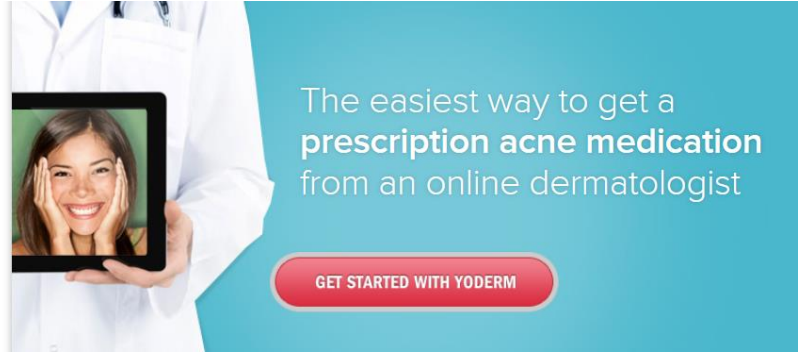 The easiest way to get a
prescription acne medication
from an online dermatologist
GET STARTED WITH YODERM